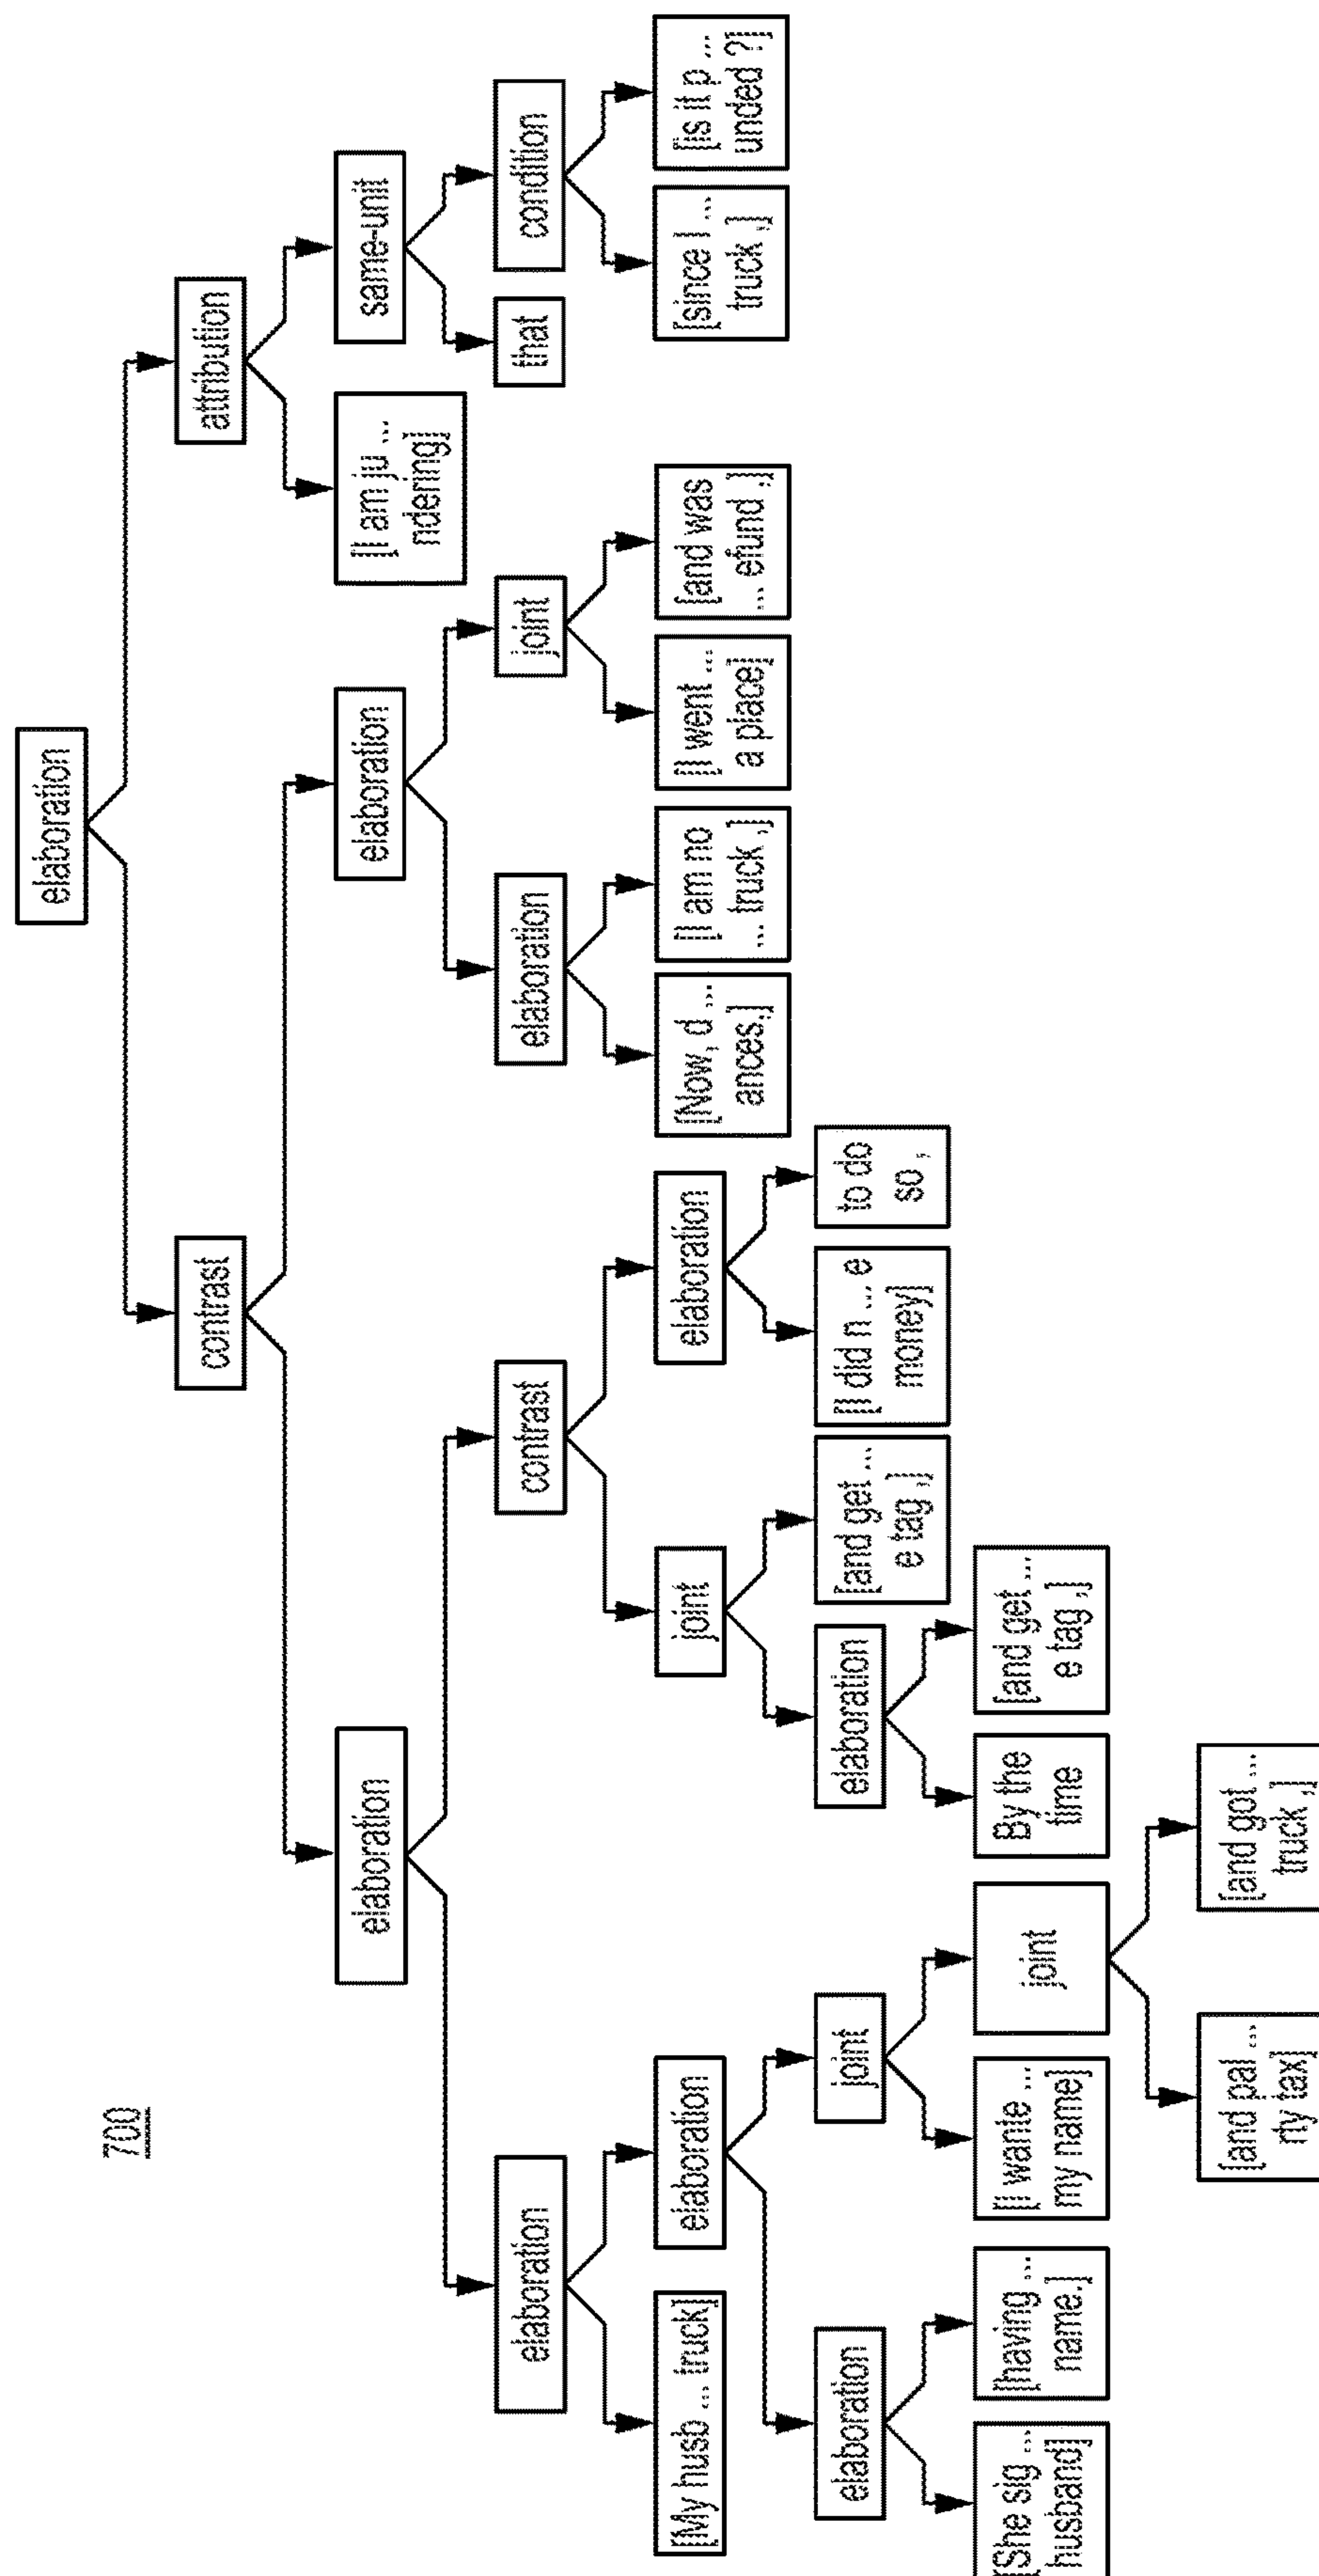 700
elaboration
contrast
attribution
elaboration
elaboration
[I am ju ...
ndering]
same-unit
elaboration
contrast
elaboration
joint
that
condition
[My husb ... truck]
elaboration
joint
elaboration
[Now, d ...
ances,]
[I am no
... truck ,]
[I went ...
a place]
[and was
... efund ,]
[since I ...
truck ,]
[is it p ...
unded ?]
elaboration
joint
elaboration
[and get ...
e tag ,]
[I did n ... e
money]
to do
so ,
[She sig ...
husband]
[having ...
name.]
[I wante ...
my name]
joint
By the
time
[and get ...
e tag ,]
[and pal ...
rty tax]
[and got ...
truck ,]